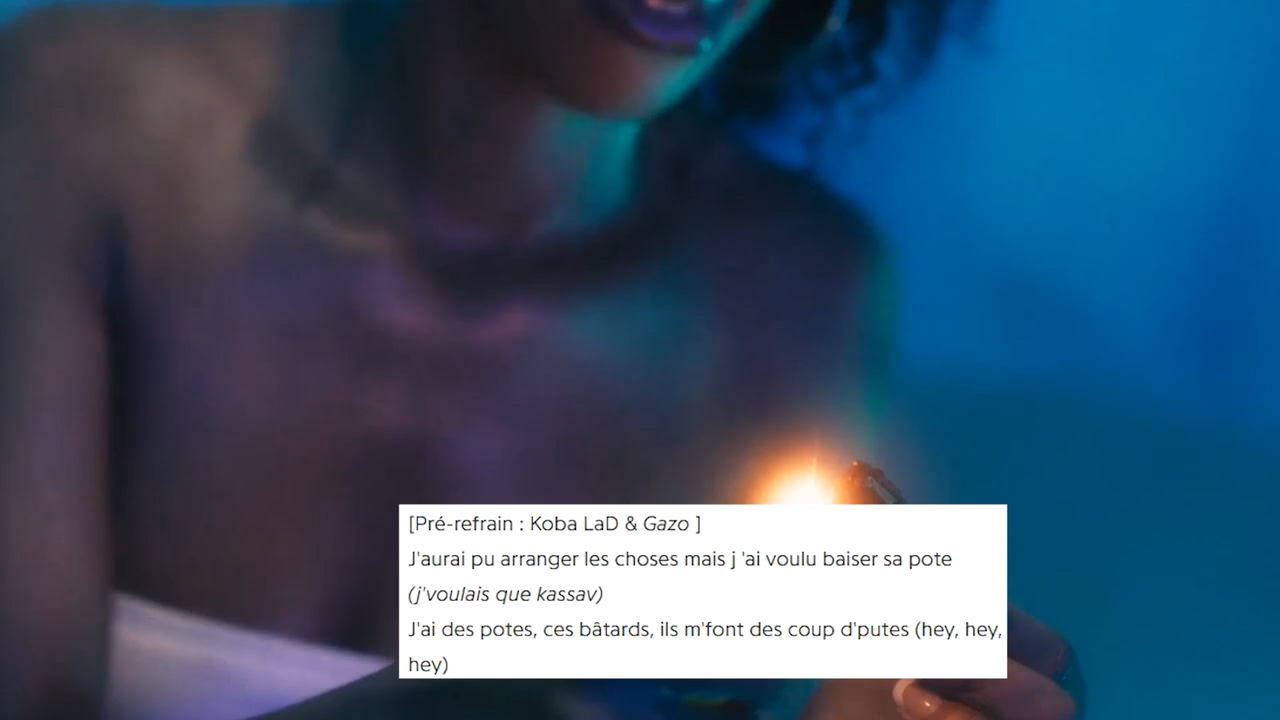 [Pré-refrain : Koba LaD & Gazo ]
J'aurai pu arranger les choses mais j 'ai voulu baiser sa pote
(j'voulais que kassav)
J'ai des potes, ces bâtards, ils m'font des coup d'putes (hey, hey,
hey)